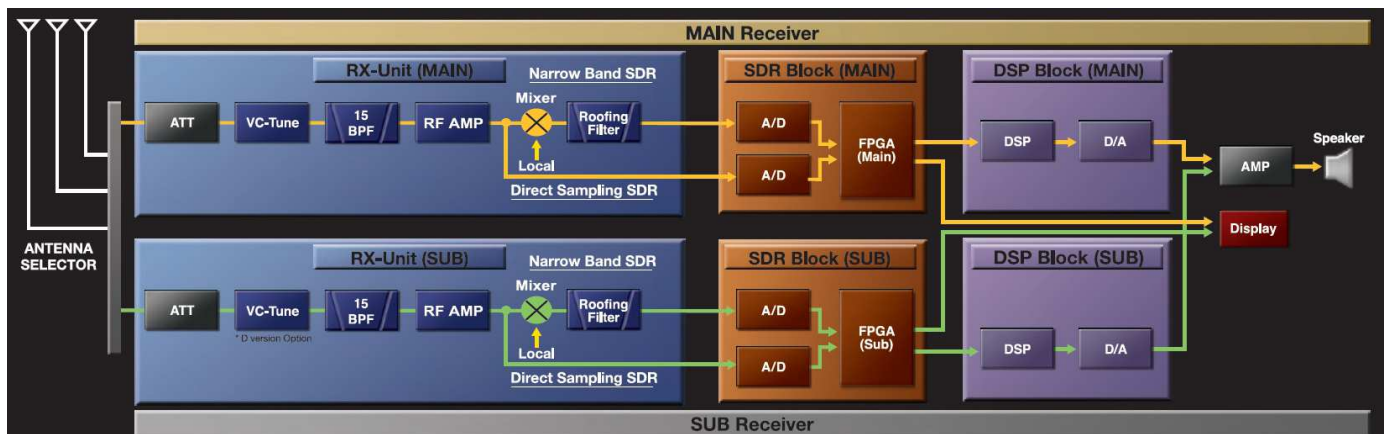 MAIN Receiver
RX-Unit (MAIN)
Narrow Band SDR
Mixer
ATT
VC-Tune
15
BPF
RF AMP
Roofing
Filter
Local
Direct Sampling SDR
SDR Block (MAIN)
A/D
A/D
FPGA
(Main)
DSP Block (MAIN)
DSP
D/A
AMP
Speaker
Display
ANTENNA
SELECTOR
RX-Unit (SUB)
Narrow Band SDR
Mixer
ATT
VC-Tune
* D version Option
15
BPF
RF AMP
Roofing
Filter
Local
Direct Sampling SDR
SDR Block (SUB)
A/D
A/D
FPGA
(Sub)
DSP Block (SUB)
DSP
D/A
SUB Receiver